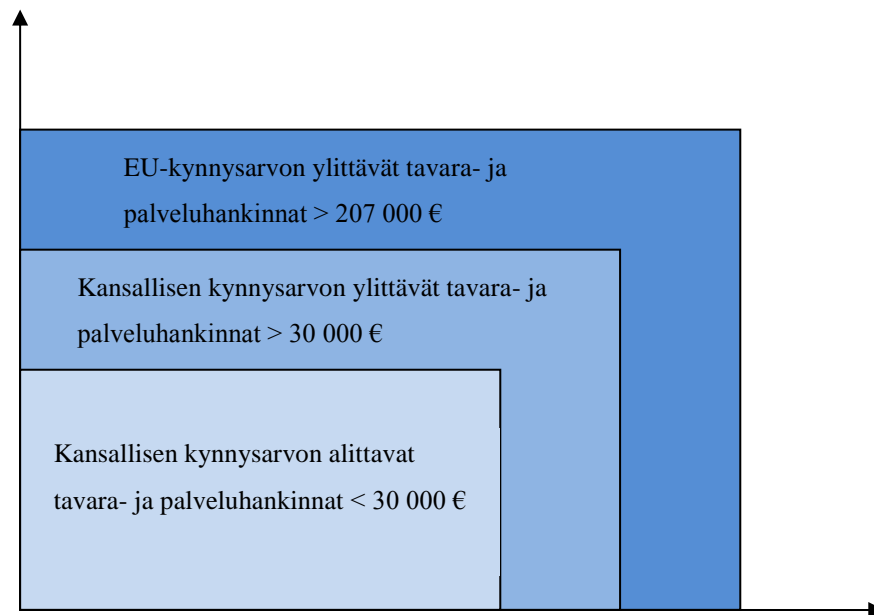 EU-kynnysarvon ylittävät tavara- ja
palveluhankinnat > 207 000 €
Kansallisen kynnysarvon ylittävät tavara- ja
palveluhankinnat > 30 000 €
Kansallisen kynnysarvon alittavat
tavara- ja palveluhankinnat < 30 000 €